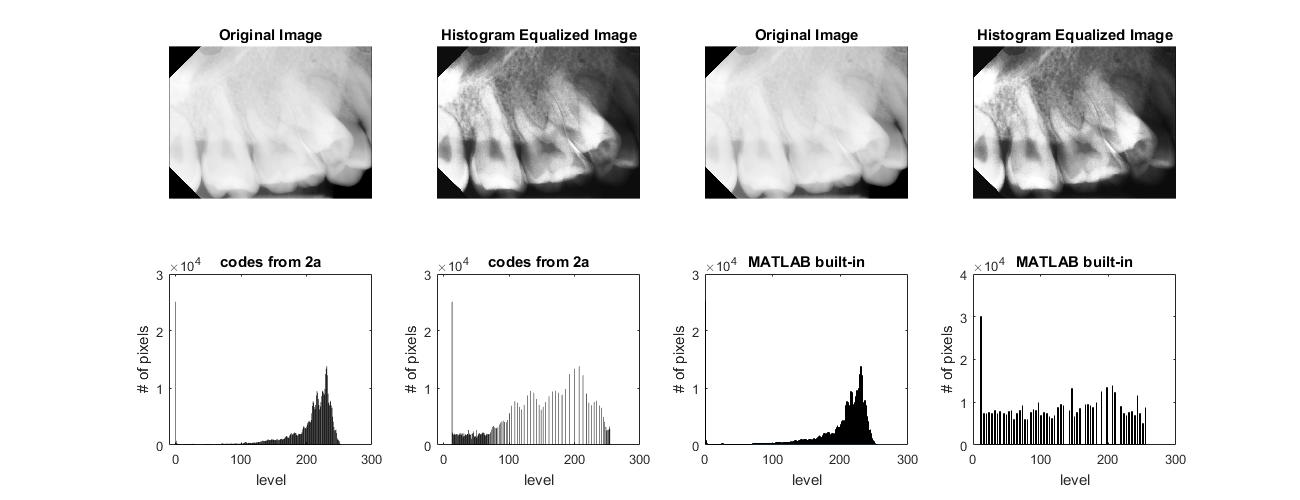 Original Image
Histogram Equalized Image
Original Image
Histogram Equalized Image
codes from 2a
×10^4
3
2
1
0
# of pixels
0 100 200 300
level
codes from 2a
×10^4
3
2
1
0
# of pixels
0 100 200 300
level
MATLAB built-in
×10^4
3
2
1
0
# of pixels
0 100 200 300
level
MATLAB built-in
×10^4
4
3
2
1
0
# of pixels
0 100 200 300
level